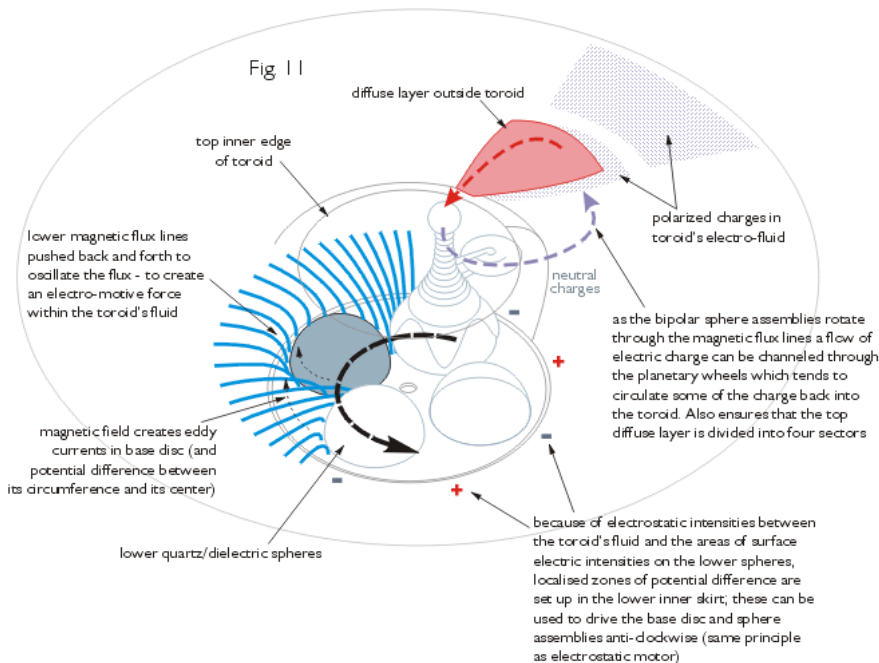 Fig. 11
diffuse layer outside toroid
top inner edge
of toroid
polarized charges in
toroid's electro-fluid
lower magnetic flux lines
pushed back and forth to
oscillate the flux - to create
an electro-motive force
within the toroid's fluid
neutral
charges
as the bipolar sphere assemblies rotate
through the magnetic flux lines a flow of
electric charge can be channeled through
the planetary wheels which tends to
circulate some of the charge back into
the toroid. Also ensures that the top
diffuse layer is divided into four sectors
-
+
magnetic field creates eddy
currents in base disc (and
potential difference between
its circumference and its center)
-
-
+
lower quartz/dielectric spheres
because of electrostatic intensities between
the toroid's fluid and the areas of surface
electric intensities on the lower spheres,
localised zones of potential difference are
set up in the lower inner skirt; these can be
used to drive the base disc and sphere
assemblies anti-clockwise (same principle
as electrostatic motor)